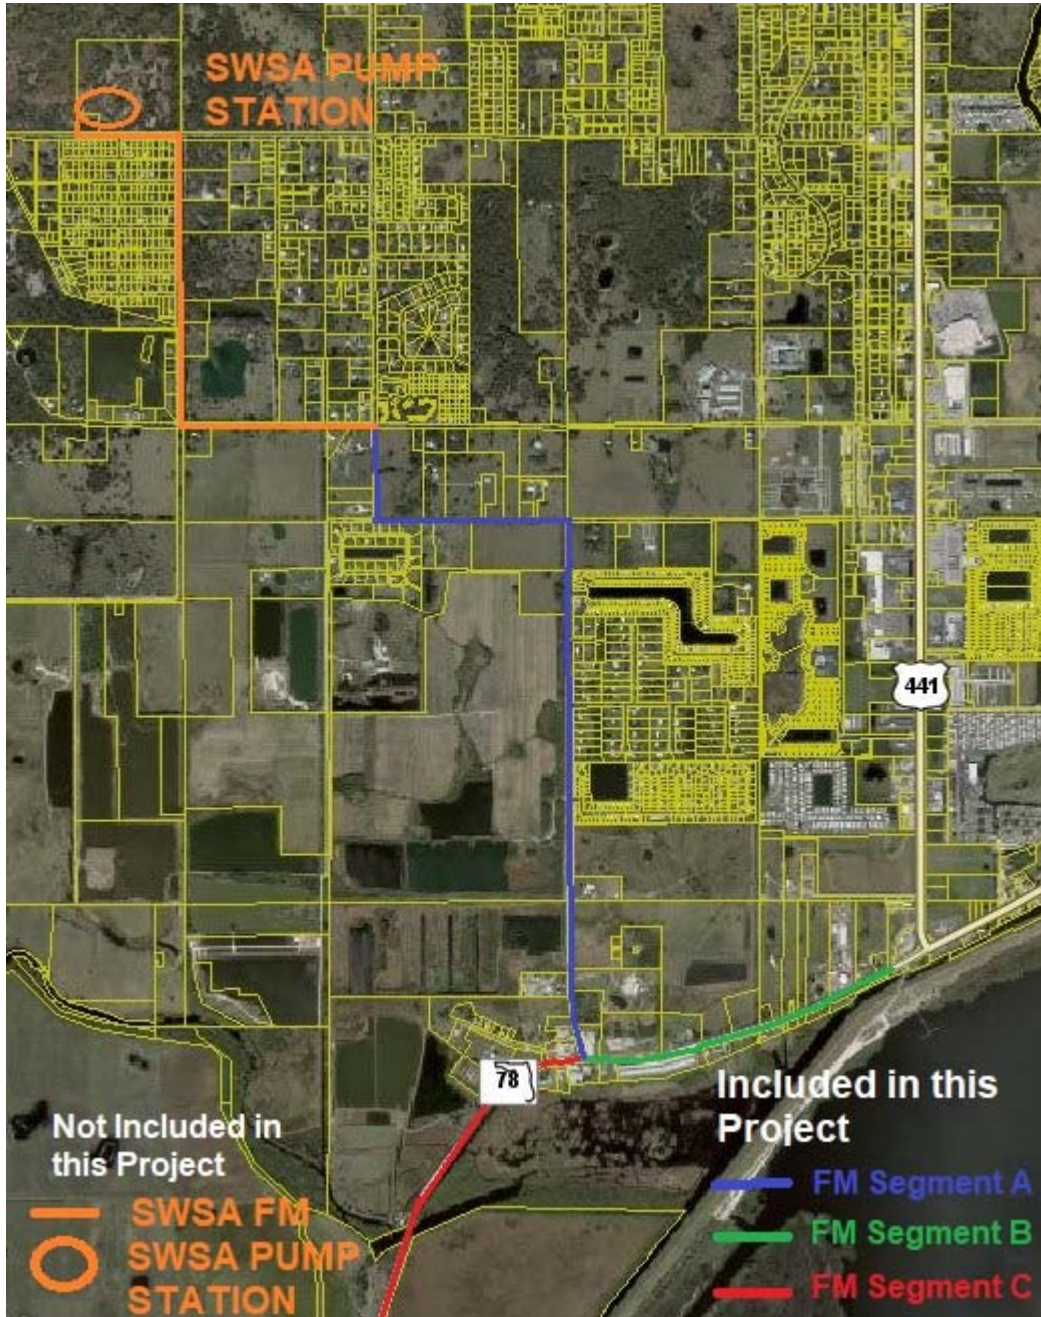 SWSA PUMP
STATION
441
78
Not Included in
this Project
SWSA FM
SWSA PUMP
STATION
Included in this
Project
FM Segment A
FM Segment B
FM Segment C